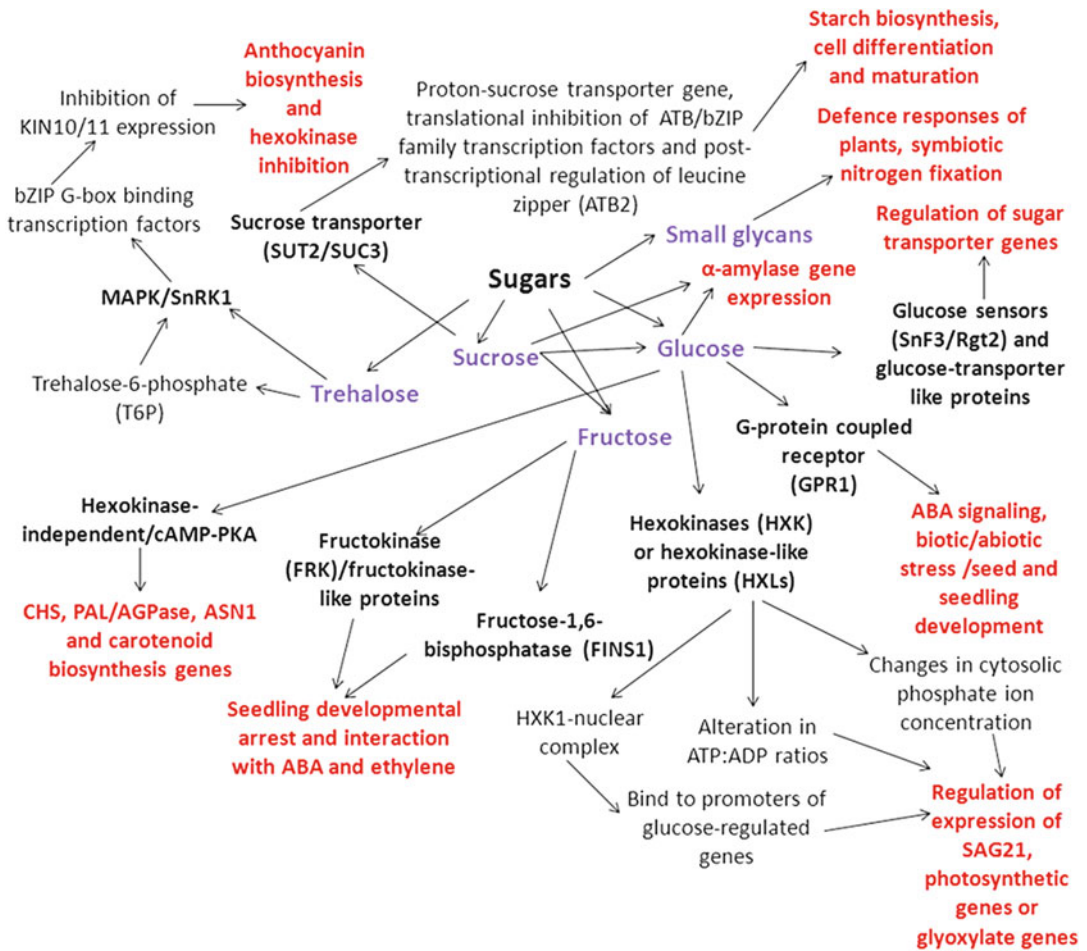 Starch biosynthesis,
cell differentiation
and maturation
Anthocyanin
biosynthesis
and
hexokinase
inhibition
Inhibition of
KIN10/11 expression
Proton-sucrose transporter gene,
translational inhibition of ATB/bZIP
family transcription factors and post-
transcriptional regulation of leucine
zipper (ATB2)
Defence responses of
plants, symbiotic
nitrogen fixation
bZIP G-box binding
transcription factors
Sucrose transporter
(SUT2/SUC3)
Small glycans
Regulation of sugar
transporter genes
MAPK/SnRK1
Sugars
α-amylase gene
expression
Glucose sensors
(SnF3/Rgt2) and
glucose-transporter
like proteins
Trehalose-6-phosphate
(T6P)
Trehalose
Sucrose
Glucose
Fructose
G-protein coupled
receptor
(GPR1)
Hexokinase-
independent/cAMP-PKA
Fructokinase
(FRK)/fructokinase-
like proteins
Hexokinases (HXK)
or hexokinase-like
proteins (HXLs)
ABA signaling,
biotic/abiotic
stress /seed and
seedling
development
CHS, PAL/AGPase, ASN1
and carotenoid
biosynthesis genes
Fructose-1,6-
bisphosphatase (FINS1)
Changes in cytosolic
phosphate ion
concentration
Seedling developmental
arrest and interaction
with ABA and ethylene
HXK1-nuclear
complex
Alteration in
ATP:ADP ratios
Bind to promoters of
glucose-regulated
genes
Regulation of
expression of
SAG21,
photosynthetic
genes or
glyoxylate genes